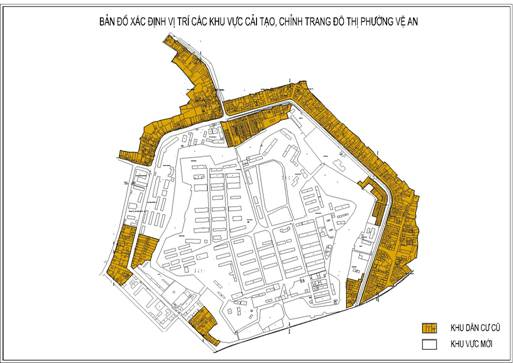 BẢN ĐỒ XÁC ĐỊNH VỊ TRÍ CÁC KHU VỰC CẢI TẠO, CHỈNH TRANG ĐÔ THỊ PHƯỜNG VỆ AN
KHU DÂN CƯ CŨ
KHU VỰC MỚI